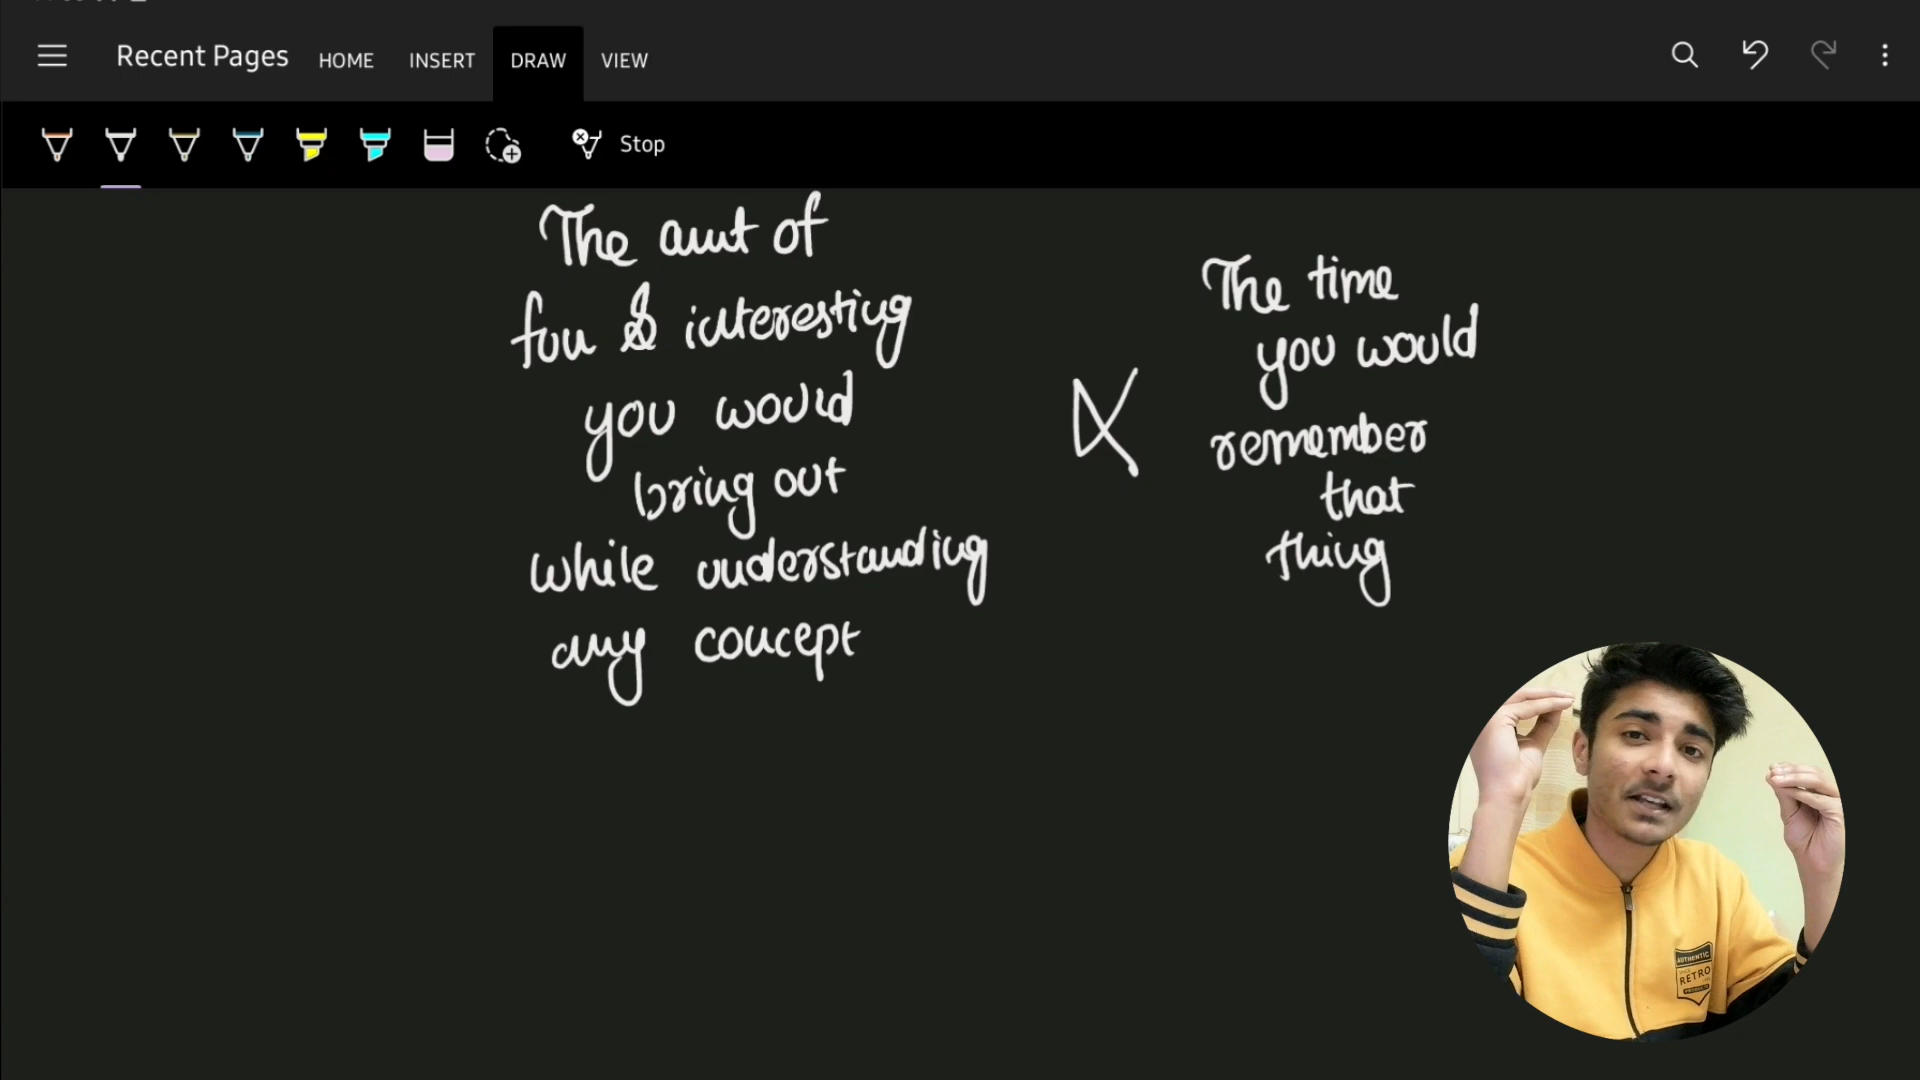 Recent Pages HOME INSERT DRAW VIEW
Stop
The amt of
fun & interesting
you would
bring out
while understanding
any concept
∝
The time
you would
remember
that
thing
AUTHENTIC
RETRO